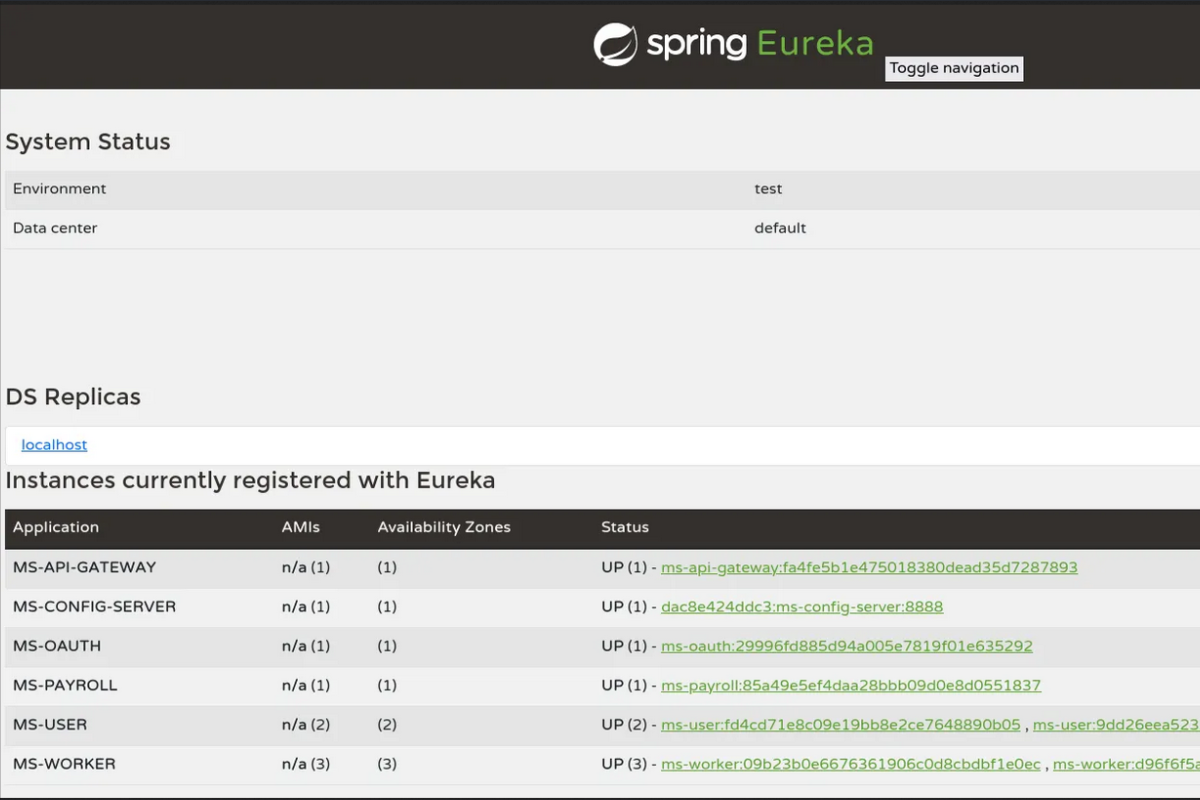 spring Eureka
Toggle navigation
System Status
Environment test
Data center default
DS Replicas
localhost
Instances currently registered with Eureka
Application AMIs Availability Zones Status
MS-API-GATEWAY n/a (1) (1) UP (1) - ms-api-gateway:fa4fe5b1e475018380dead35d7287893
MS-CONFIG-SERVER n/a (1) (1) UP (1) - dac8e424ddc3:ms-config-server:8888
MS-OAUTH n/a (1) (1) UP (1) - ms-oauth:29996fd885d94a005e7819f01e635292
MS-PAYROLL n/a (1) (1) UP (1) - ms-payroll:85a49e5ef4daa28bbb09d0e8d0551837
MS-USER n/a (2) (2) UP (2) - ms-user:fd4cd71e8c09e19bb8e2ce7648890b05 , ms-user:9dd26eea523
MS-WORKER n/a (3) (3) UP (3) - ms-worker:09b23b0e6676361906c0d8cbdbf1e0ec , ms-worker:d96f6f5a